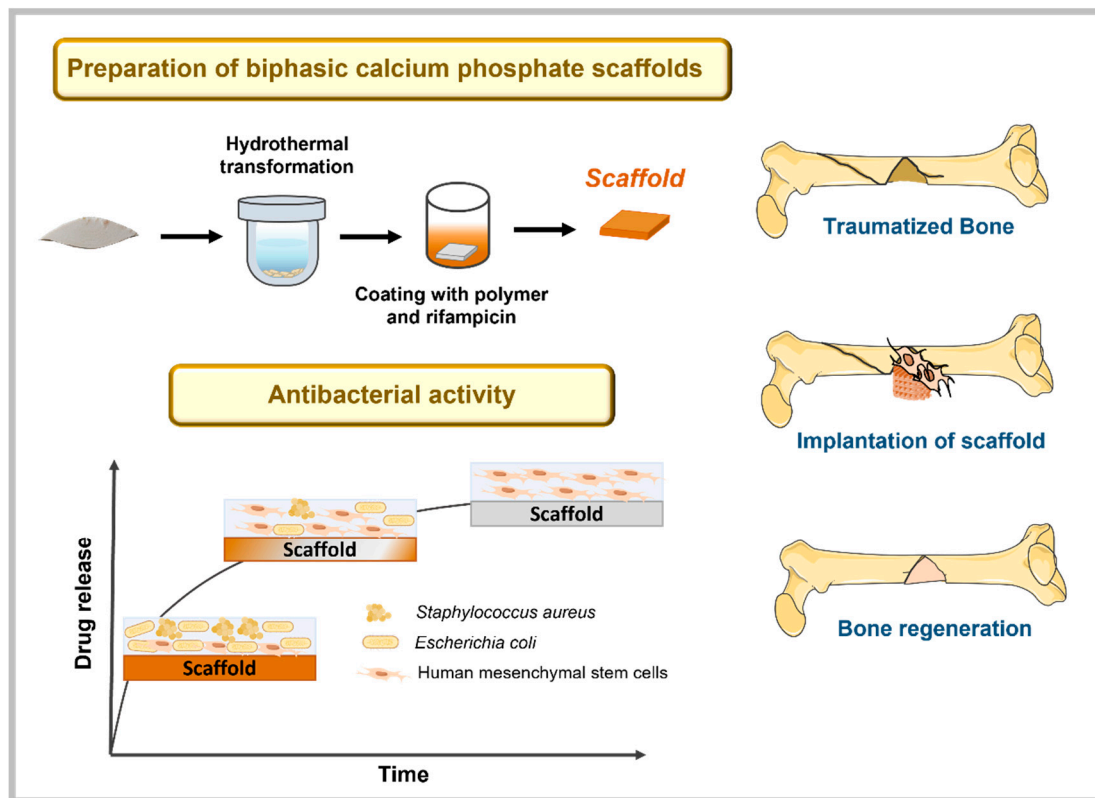 Preparation of biphasic calcium phosphate scaffolds
Hydrothermal
transformation
Scaffold
Coating with polymer
and rifampicin
Traumatized Bone
Implantation of scaffold
Bone regeneration
Antibacterial activity
Drug release
Scaffold
Scaffold
Scaffold
Staphylococcus aureus
Escherichia coli
Human mesenchymal stem cells
Time